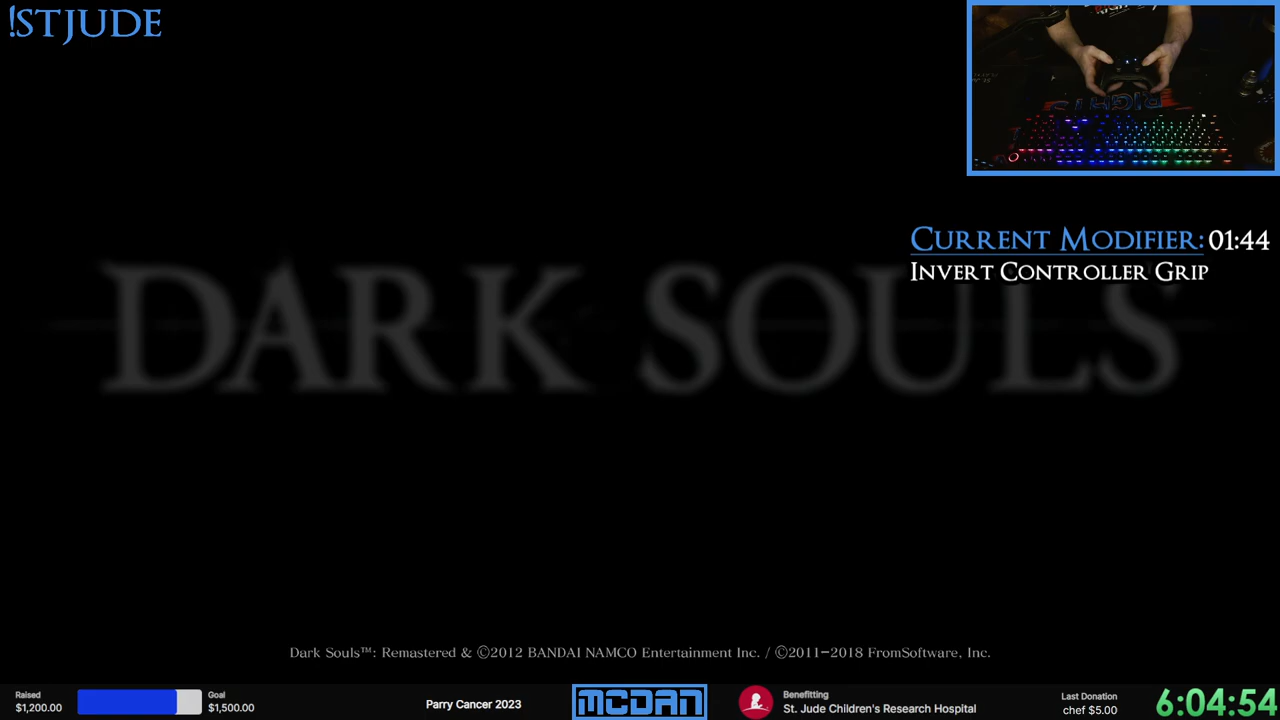 !STJUDE
RIGHTS
CURRENT MODIFIER: 01:44
INVERT CONTROLLER GRIP
DARK SOULS
Dark Souls™: Remastered & ©2012 BANDAI NAMCO Entertainment Inc. / ©2011-2018 FromSoftware, Inc.
Raised
$1,200.00
Goal
$1,500.00
Parry Cancer 2023
MCDAN
Benefitting
St. Jude Children's Research Hospital
Last Donation
chef $5.00
6:04:54